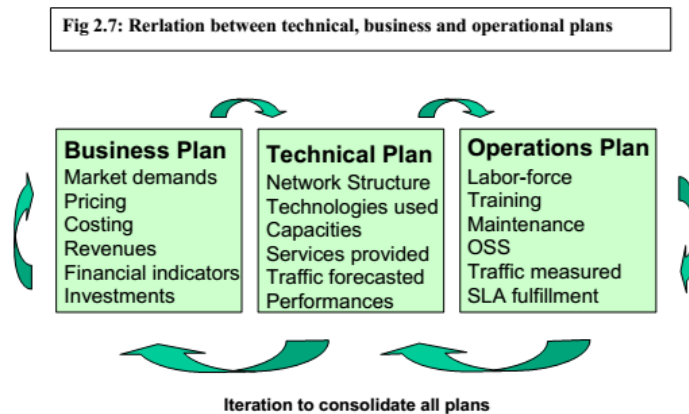 Fig 2.7: Rerlation between technical, business and operational plans
Business Plan
Market demands
Pricing
Costing
Revenues
Financial indicators
Investments
Technical Plan
Network Structure
Technologies used
Capacities
Services provided
Traffic forecasted
Performances
Operations Plan
Labor-force
Training
Maintenance
OSS
Traffic measured
SLA fulfillment
Iteration to consolidate all plans